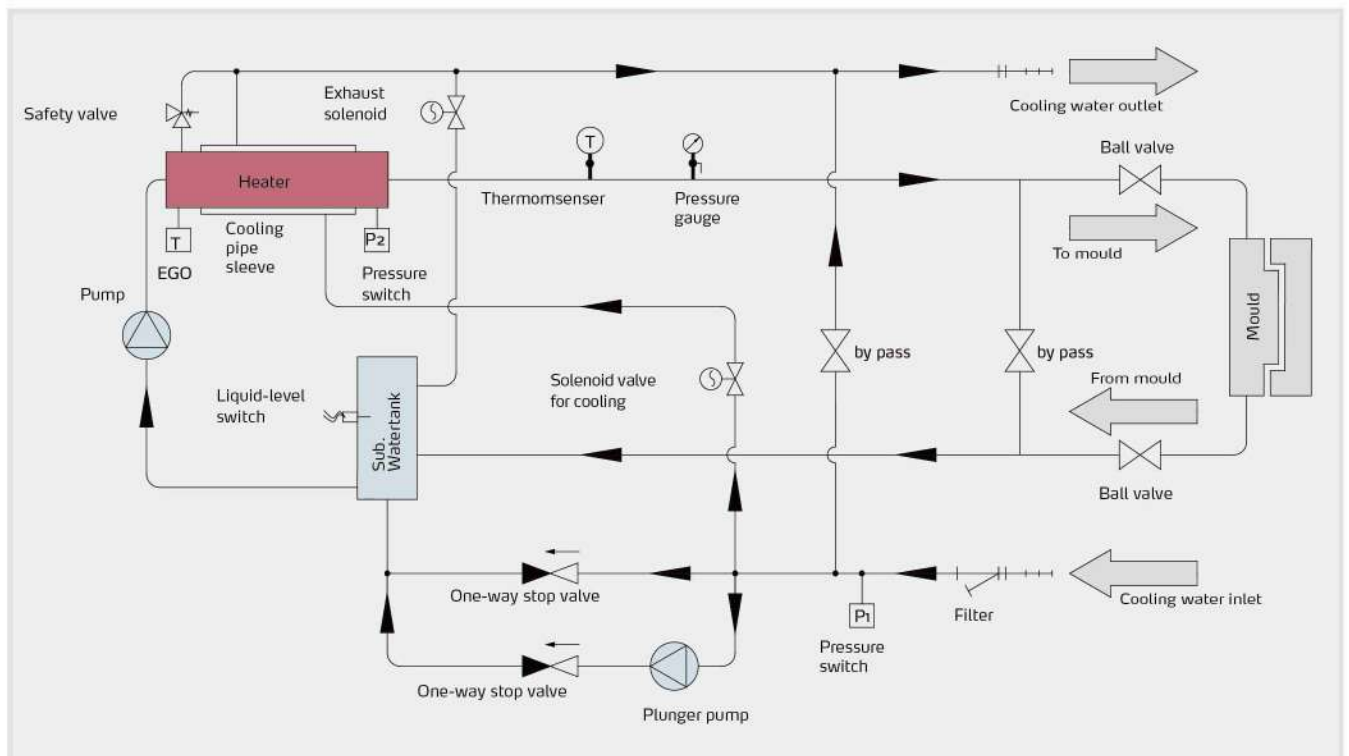 Safety valve
Exhaust
solenoid
Cooling water outlet
Ball valve
Heater
T
Thermomsenser
Pressure
gauge
To mould
Cooling
pipe
sleeve
T
EGO
P2
Pressure
switch
Pump
Mould
by pass
by pass
From mould
Solenoid valve
for cooling
Liquid-level
switch
Sub.
Watertank
Ball valve
One-way stop valve
P1
Pressure
switch
Filter
Cooling water inlet
One-way stop valve
Plunger pump